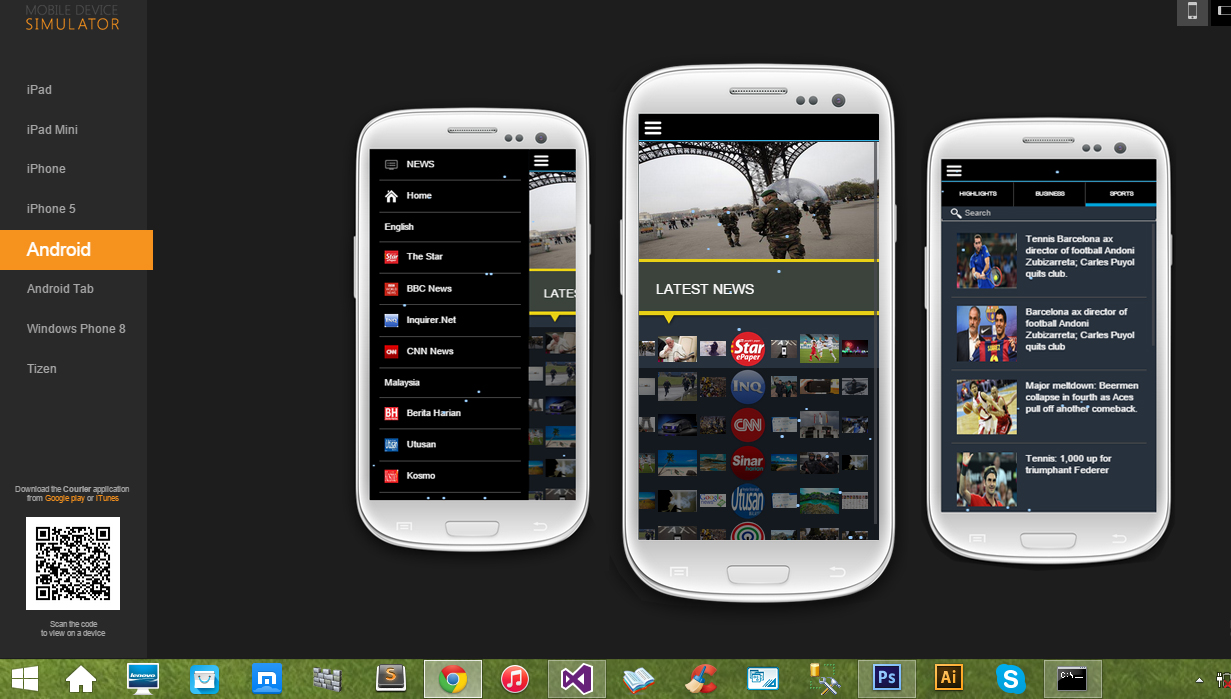 MOBILE DEVICE
SIMULATOR
iPad
iPad Mini
iPhone
iPhone 5
Android
Android Tab
Windows Phone 8
Tizen
Download the Courier application
from Google play or iTunes
Scan the code
to view on a device
NEWS
Home
English
The Star
BBC News
Inquirer.Net
CNN News
Malaysia
Berita Harian
Utusan
Kosmo
LATES
LATEST NEWS
Star
ePaper
INQ
CNN
Sinar
Utusan
HIGHLIGHTS
BUSINESS
SPORTS
Search
Tennis Barcelona ax
director of football Andoni
Zubizarreta; Carles Puyol
quits club.
Barcelona ax director of
football Andoni
Zubizarreta; Carles Puyol
quits club
Major meltdown: Beermen
collapse in fourth as Aces
pull off another comeback.
Tennis: 1,000 up for
triumphant Federer
lenovo
S
Ps
Ai
S
C:\_